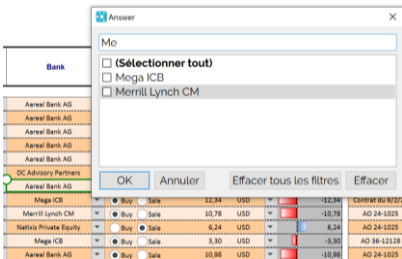 Answer
Me
(Sélectionner tout)
Mega ICB
Merrill Lynch CM
OK Annuler Effacer tous les filtres Effacer
Bank
Aareal Bank AG
Aareal Bank AG
Aareal Bank AG
Aareal Bank AG
Aareal Bank AG
DC Advisory Partners
Aareal Bank AG
Mega ICB Buy Sale 12,34 USD -12,34 Contrat du 6/2/2
Merrill Lynch CM Buy Sale 10,78 USD -10,78 AO 24-1025
Natixis Private Equity Buy Sale 6,24 USD 6,24 AO 24-1025
Mega ICB Buy Sale 3,30 USD -3,30 AO 36-12128
Aareal Bank AG Buy Sale 10,98 USD -10,98 AO 24-1025